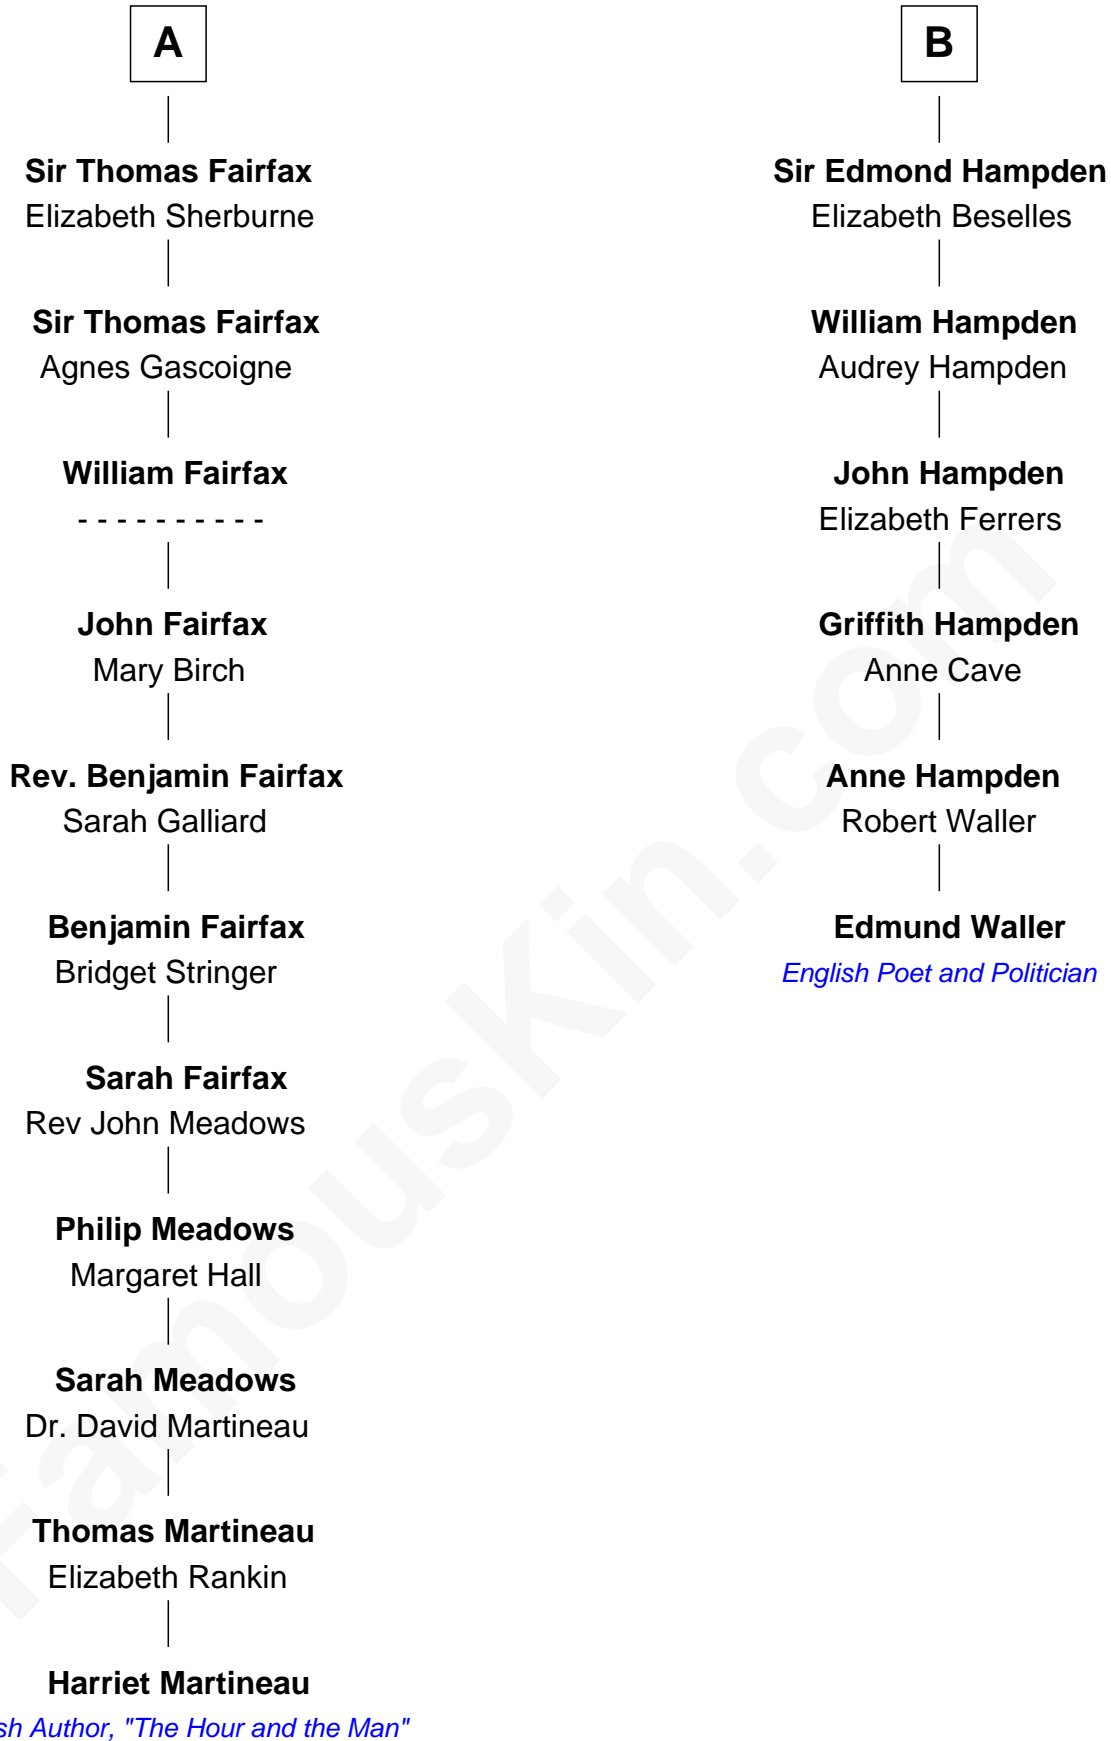 A
Sir Thomas Fairfax
Elizabeth Sherburne
Sir Thomas Fairfax
Agnes Gascoigne
William Fairfax
- - - - - - - - - -
John Fairfax
Mary Birch
Rev. Benjamin Fairfax
Sarah Galliard
Benjamin Fairfax
Bridget Stringer
Sarah Fairfax
Rev John Meadows
Philip Meadows
Margaret Hall
Sarah Meadows
Dr. David Martineau
Thomas Martineau
Elizabeth Rankin
Harriet Martineau
sh Author, "The Hour and the Man"
B
Sir Edmond Hampden
Elizabeth Beselles
William Hampden
Audrey Hampden
John Hampden
Elizabeth Ferrers
Griffith Hampden
Anne Cave
Anne Hampden
Robert Waller
Edmund Waller
English Poet and Politician
FamousKin.com